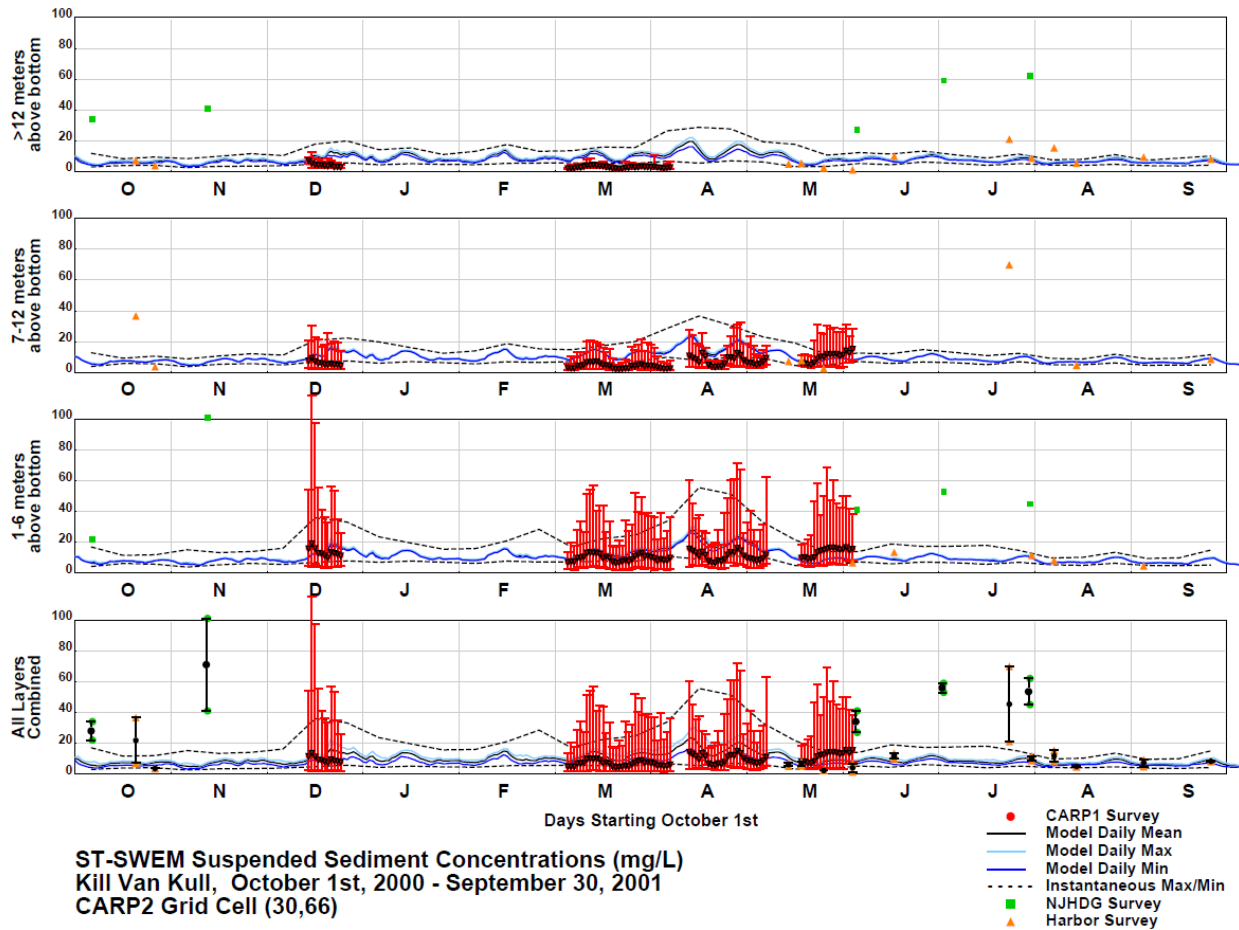 >12 meters
above bottom
100
80
60
40
20
0
O N D J F M A M J J A S
7-12 meters
above bottom
100
80
60
40
20
0
O N D J F M A M J J A S
1-6 meters
above bottom
100
80
60
40
20
0
O N D J F M A M J J A S
All Layers
Combined
100
80
60
40
20
0
O N D J F M A M J J A S
Days Starting October 1st
ST-SWEM Suspended Sediment Concentrations (mg/L)
Kill Van Kull, October 1st, 2000 - September 30, 2001
CARP2 Grid Cell (30,66)
CARP1 Survey
Model Daily Mean
Model Daily Max
Model Daily Min
Instantaneous Max/Min
NJHDG Survey
Harbor Survey